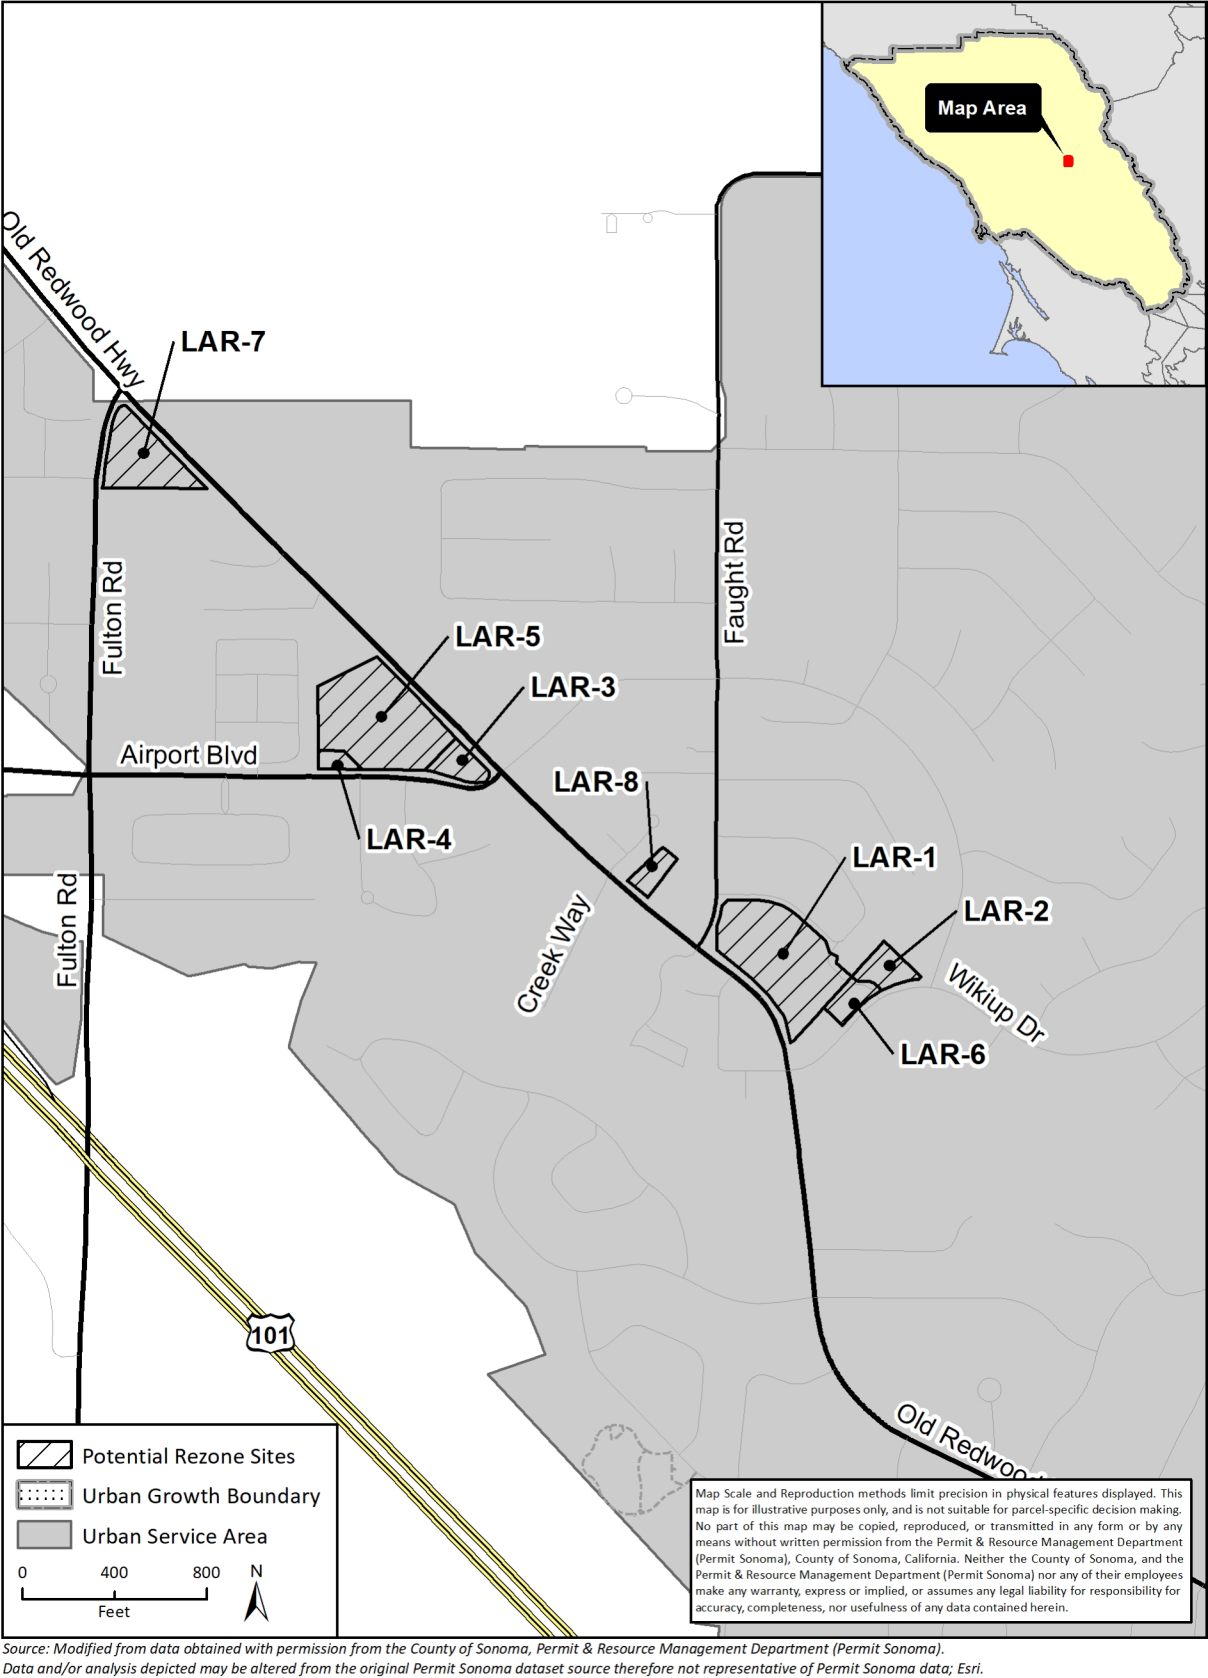 Map Area
Old Redwood Hwy
LAR-7
Fulton Rd
Faught Rd
LAR-5
LAR-3
Airport Blvd
LAR-8
LAR-4
LAR-1
Fulton Rd
Creek Way
LAR-2
Wikiup Dr
LAR-6
101
Old Redwood
Potential Rezone Sites
Urban Growth Boundary
Urban Service Area
0 400 800 N
Feet
Map Scale and Reproduction methods limit precision in physical features displayed. This
map is for illustrative purposes only, and is not suitable for parcel-specific decision making.
No part of this map may be copied, reproduced, or transmitted in any form or by any
means without written permission from the Permit & Resource Management Department
(Permit Sonoma), County of Sonoma, California. Neither the County of Sonoma, and the
Permit & Resource Management Department (Permit Sonoma) nor any of their employees
make any warranty, express or implied, or assumes any legal liability for responsibility for
accuracy, completeness, nor usefulness of any data contained herein.
Source: Modified from data obtained with permission from the County of Sonoma, Permit & Resource Management Department (Permit Sonoma).
Data and/or analysis depicted may be altered from the original Permit Sonoma dataset source therefore not representative of Permit Sonoma data; Esri.